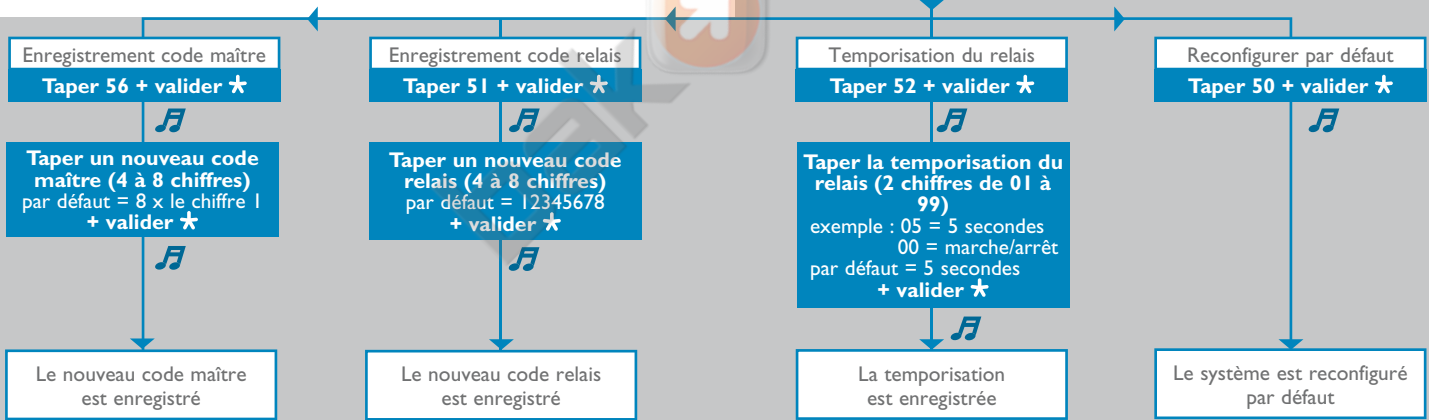 Enregistrement code maître
Taper 56 + valider *
Taper un nouveau code
maître (4 à 8 chiffres)
par défaut = 8 x le chiffre 1
+ valider *
Le nouveau code maître
est enregistré
Enregistrement code relais
Taper 51 + valider *
Taper un nouveau code
relais (4 à 8 chiffres)
par défaut = 12345678
+ valider *
Le nouveau code relais
est enregistré
Temporisation du relais
Taper 52 + valider *
Taper la temporisation du
relais (2 chiffres de 01 à
99)
exemple : 05 = 5 secondes
00 = marche/arrêt
par défaut = 5 secondes
+ valider *
La temporisation
est enregistrée
Reconfigurer par défaut
Taper 50 + valider *
Le système est reconfiguré
par défaut